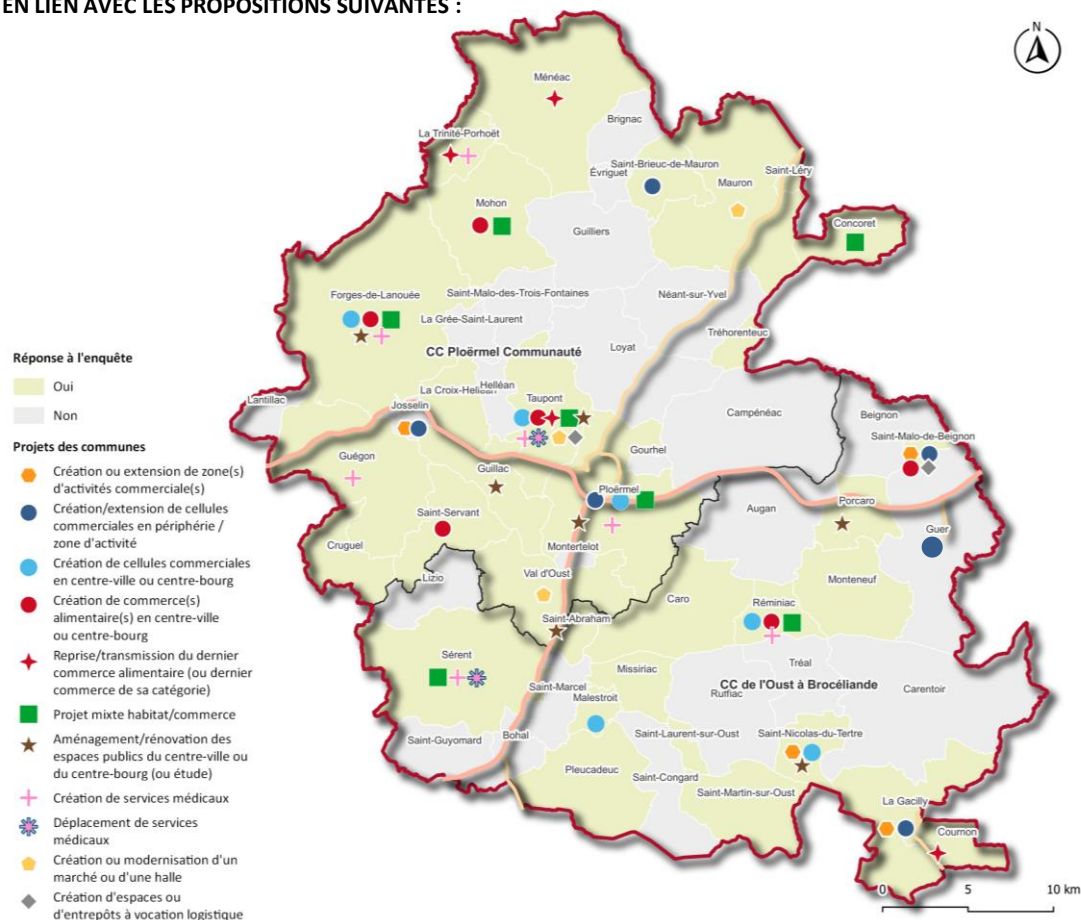 EN LIEN AVEC LES PROPOSITIONS SUIVANTES :
N
Ménéac
Brignac
La Trinité-Porhoët
Saint-Brieuc-de-Mauron
Évriguet
Saint-Léry
Mauron
Mohon
Concoret
Guilliers
Forges-de-Lanouée
Saint-Malo-des-Trois-Fontaines
Néant-sur-Yvel
La Grée-Saint-Laurent
Tréhorenteuc
CC Ploërmel Communauté
Loyat
Lantillac
La Croix-Helléan
Helléan
Taupont
Josselin
Campénéac
Beignon
Saint-Malo-de-Beignon
Gourhel
Guégon
Guillac
Ploërmel
Porcaro
Augan
Guer
Saint-Servant
Cruguel
Montertelot
Monteneuf
Lizio
Val d'Oust
Caro
Réminiac
Saint-Abraham
Sérent
Missiriac
Tréal
CC de l'Oust à Brocéliande
Saint-Marcel
Malestroit
Ruffiac
Carentoir
Saint-Guyomard
Bohal
Saint-Laurent-sur-Oust
Saint-Nicolas-du-Tertre
Pleucadeuc
Saint-Congard
Saint-Martin-sur-Oust
La Gacilly
Cournon
0 5 10 km
Réponse à l'enquête
Oui
Non
Projets des communes
Création ou extension de zone(s)
d'activités commerciale(s)
Création/extension de cellules
commerciales en périphérie /
zone d'activité
Création de cellules commerciales
en centre-ville ou centre-bourg
Création de commerce(s)
alimentaire(s) en centre-ville
ou centre-bourg
Reprise/transmission du dernier
commerce alimentaire (ou dernier
commerce de sa catégorie)
Projet mixte habitat/commerce
Aménagement/rénovation des
espaces publics du centre-ville ou
du centre-bourg (ou étude)
Création de services médicaux
Déplacement de services
médicaux
Création ou modernisation d'un
marché ou d'une halle
Création d'espaces ou
d'entrepôts à vocation logistique